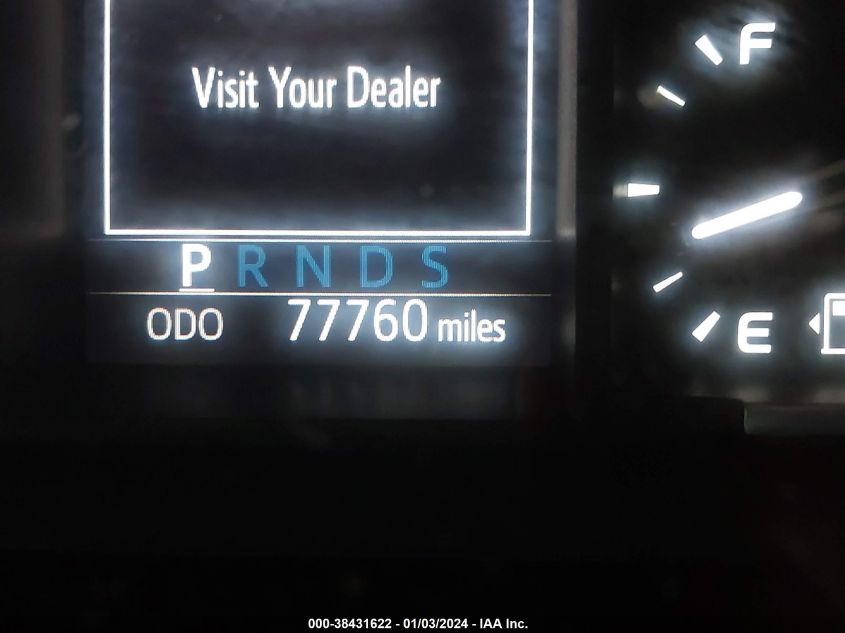 Visit Your Dealer
F
P R N D S
ODO 77760 miles
E
000-38431622 - 01/03/2024 - IAA Inc.